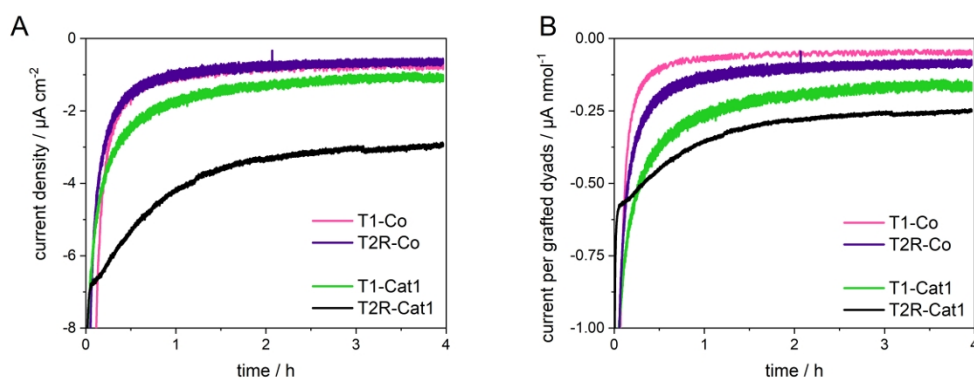 A
B
current density / µA cm⁻²
0
-2
-4
-6
-8
0
1
2
3
4
time / h
T1-Co
T2R-Co
T1-Cat1
T2R-Cat1
current per grafted dyads / µA nmol⁻¹
0.00
-0.25
-0.50
-0.75
-1.00
0
1
2
3
4
time / h
T1-Co
T2R-Co
T1-Cat1
T2R-Cat1